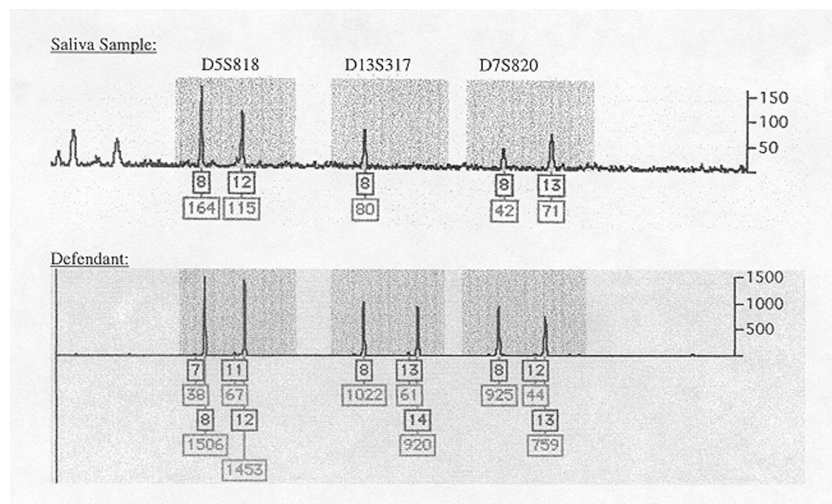 Saliva Sample:
D5S818 D13S317 D7S820
150
100
50
8 12 8 8 13
164 115 80 42 71
Defendant:
1500
1000
500
7 11 8 13 8 12
38 67 1022 61 925 44
8 12 14 13
1506 920 759
1453